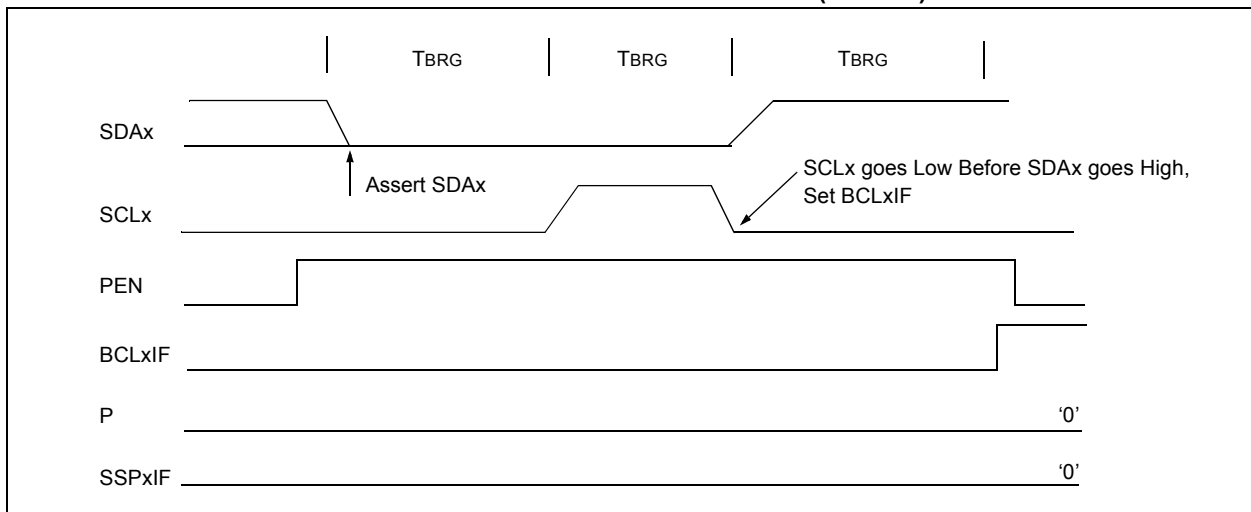 TBRG TBRG TBRG
SDAx
Assert SDAx
SCLx goes Low Before SDAx goes High,
Set BCLxIF
SCLx
PEN
BCLxIF
P ‘0’
SSPxIF ‘0’